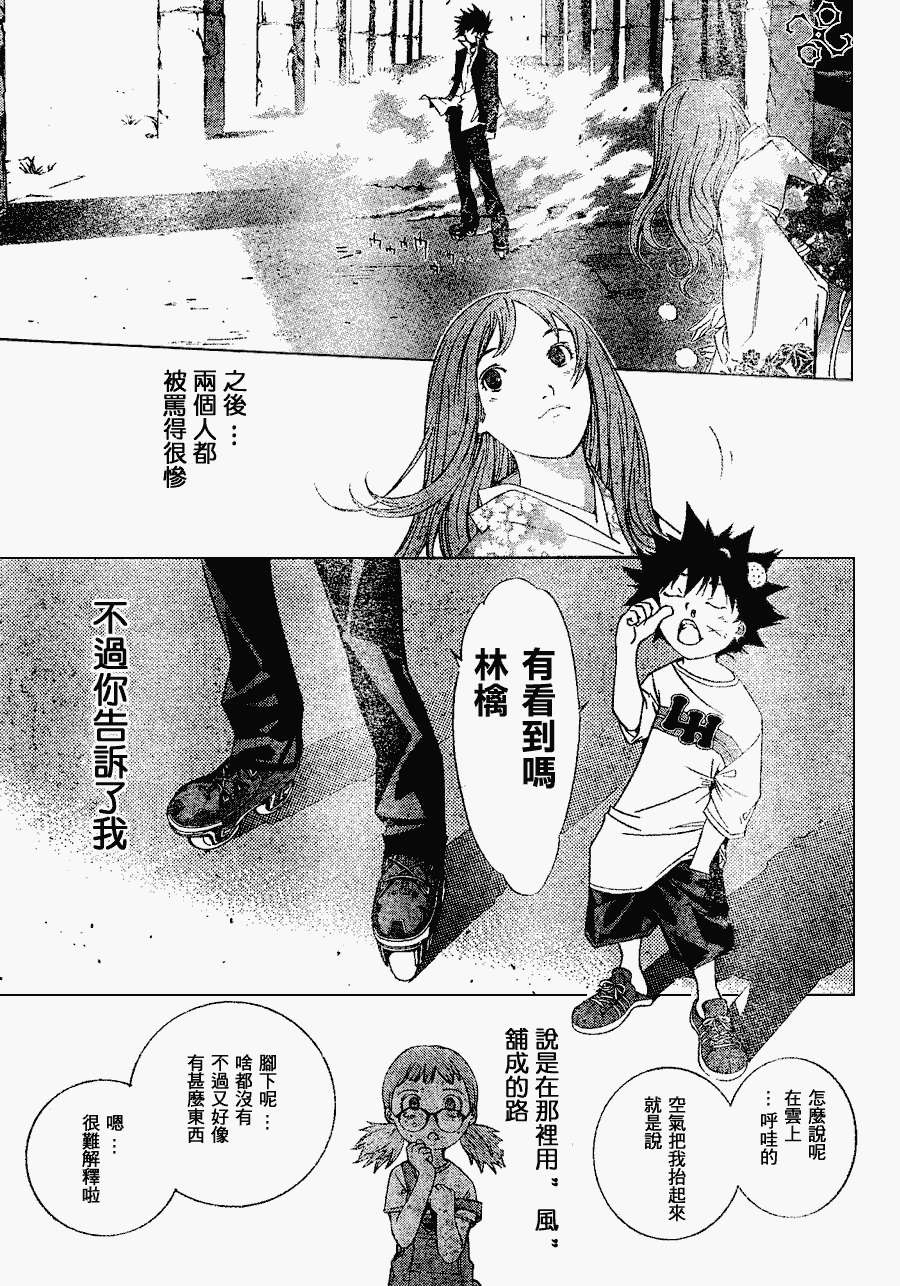 之後…
兩個人都
被罵得很慘
有看到嗎
林檎
LH
不過你告訴了我
怎麼說呢
在雲上
…呼哇的
空氣把我抬起來
就是說
說是在那裡用”風”
舖成的路
腳下呢…
啥都沒有
不過又好像
有甚麼東西
嗯…
很難解釋啦